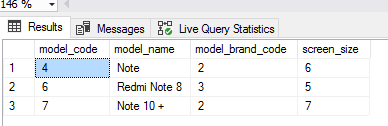 146 %
Results Messages Live Query Statistics
model_code model_name model_brand_code screen_size
1 4 Note 2 6
2 6 Redmi Note 8 3 5
3 7 Note 10 + 2 7